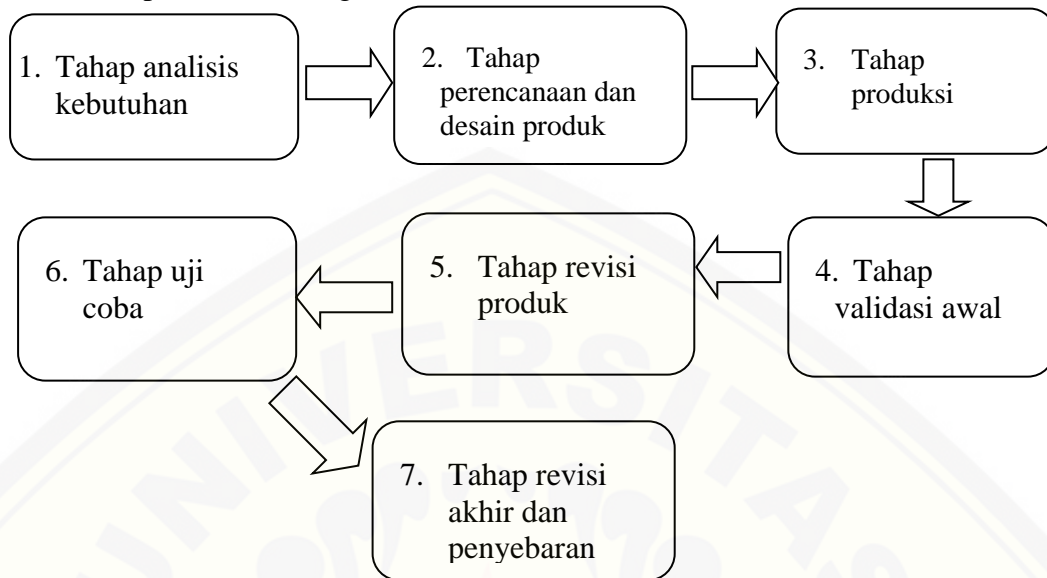 1. Tahap analisis
kebutuhan
2. Tahap
perencanaan dan
desain produk
3. Tahap
produksi
4. Tahap
validasi awal
5. Tahap revisi
produk
6. Tahap uji
coba
7. Tahap revisi
akhir dan
penyebaran
UNIVERSITAS